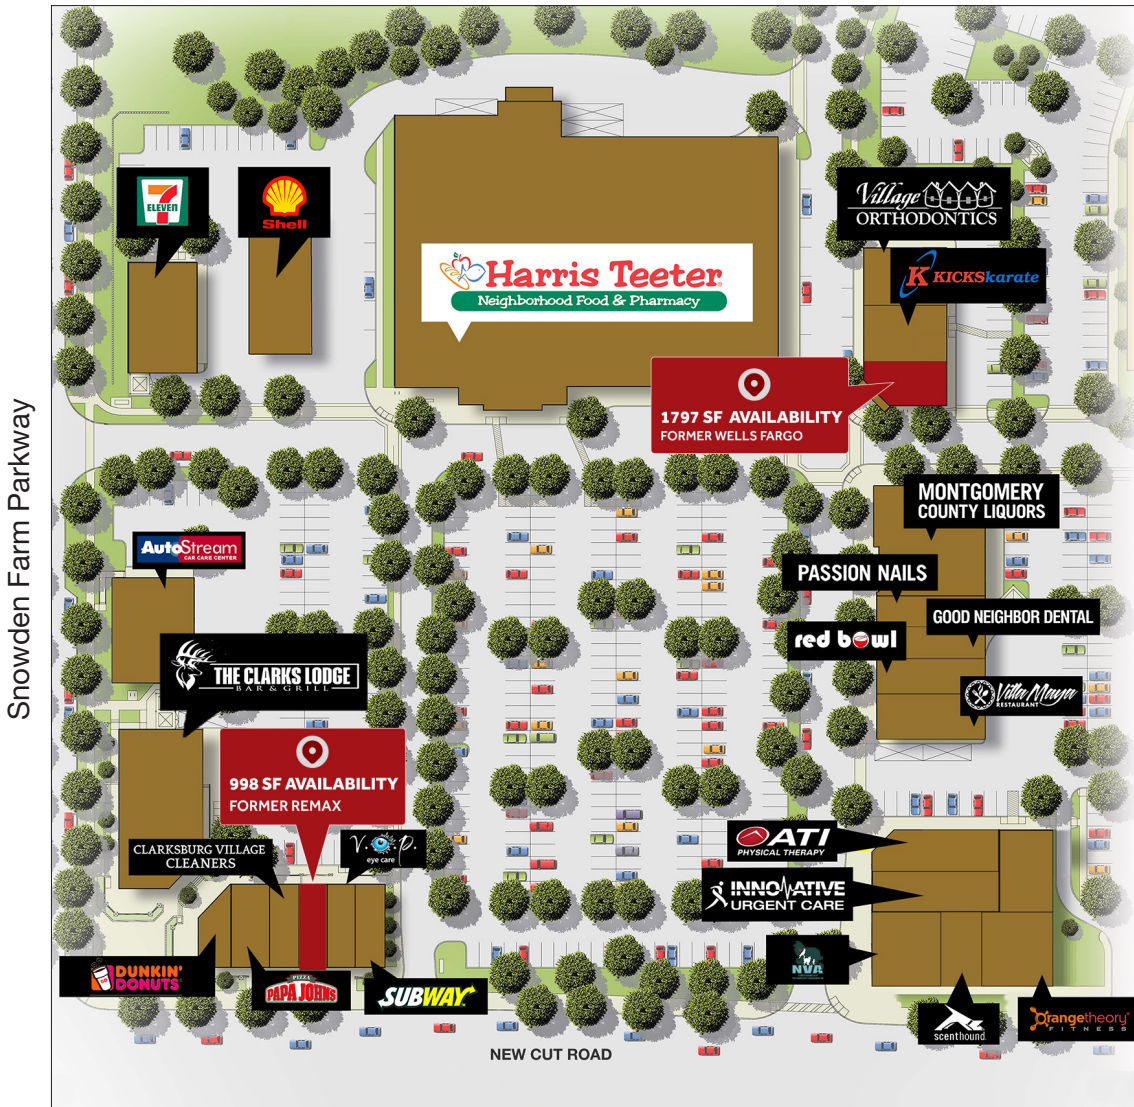 7
ELEVEN
Shell
Village
ORTHODONTICS
K KICKSkarate
Harris Teeter
Neighborhood Food & Pharmacy
1797 SF AVAILABILITY
FORMER WELLS FARGO
Snowden Farm Parkway
MONTGOMERY
COUNTY LIQUORS
AutoStream
CAR CARE CENTER
PASSION NAILS
GOOD NEIGHBOR DENTAL
red bowl
THE CLARKS LODGE
BAR & GRILL
Villa Maya
RESTAURANT
998 SF AVAILABILITY
FORMER REMAX
CLARKSBURG VILLAGE
CLEANERS
v.o.p.
eye care
ATI
PHYSICAL THERAPY
INNOVATIVE
URGENT CARE
NVA
DUNKIN'
DONUTS
DD
PIZZA
PAPA JOHNS
SUBWAY
scenthound
Orangetheory
FITNESS
NEW CUT ROAD